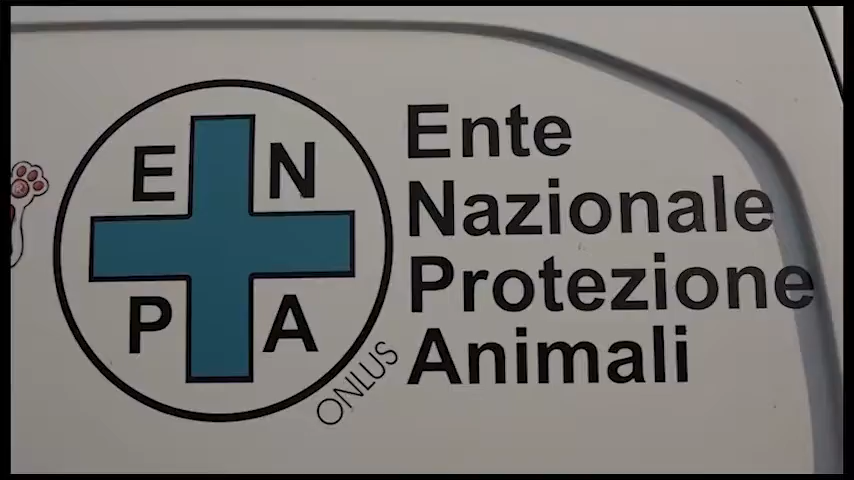 E N
P A
ONLUS
Ente
Nazionale
Protezione
Animali